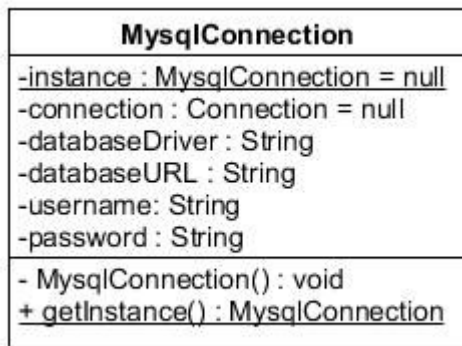 MysqlConnection
-instance : MysqlConnection = null
-connection : Connection = null
-databaseDriver : String
-databaseURL : String
-username: String
-password : String
- MysqlConnection() : void
+ getInstance() : MysqlConnection